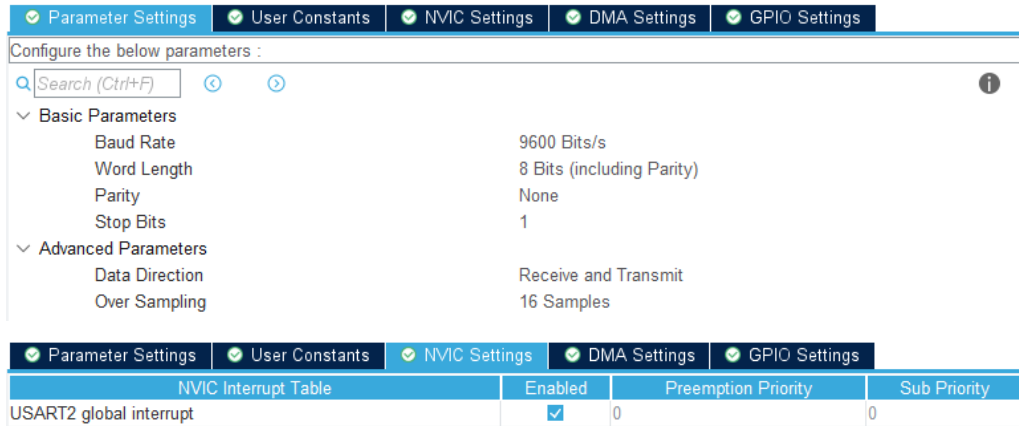 Parameter Settings User Constants NVIC Settings DMA Settings GPIO Settings
Configure the below parameters :
Search (Ctrl+F)
Basic Parameters
Baud Rate 9600 Bits/s
Word Length 8 Bits (including Parity)
Parity None
Stop Bits 1
Advanced Parameters
Data Direction Receive and Transmit
Over Sampling 16 Samples
Parameter Settings User Constants NVIC Settings DMA Settings GPIO Settings
NVIC Interrupt Table Enabled Preemption Priority Sub Priority
USART2 global interrupt 0 0